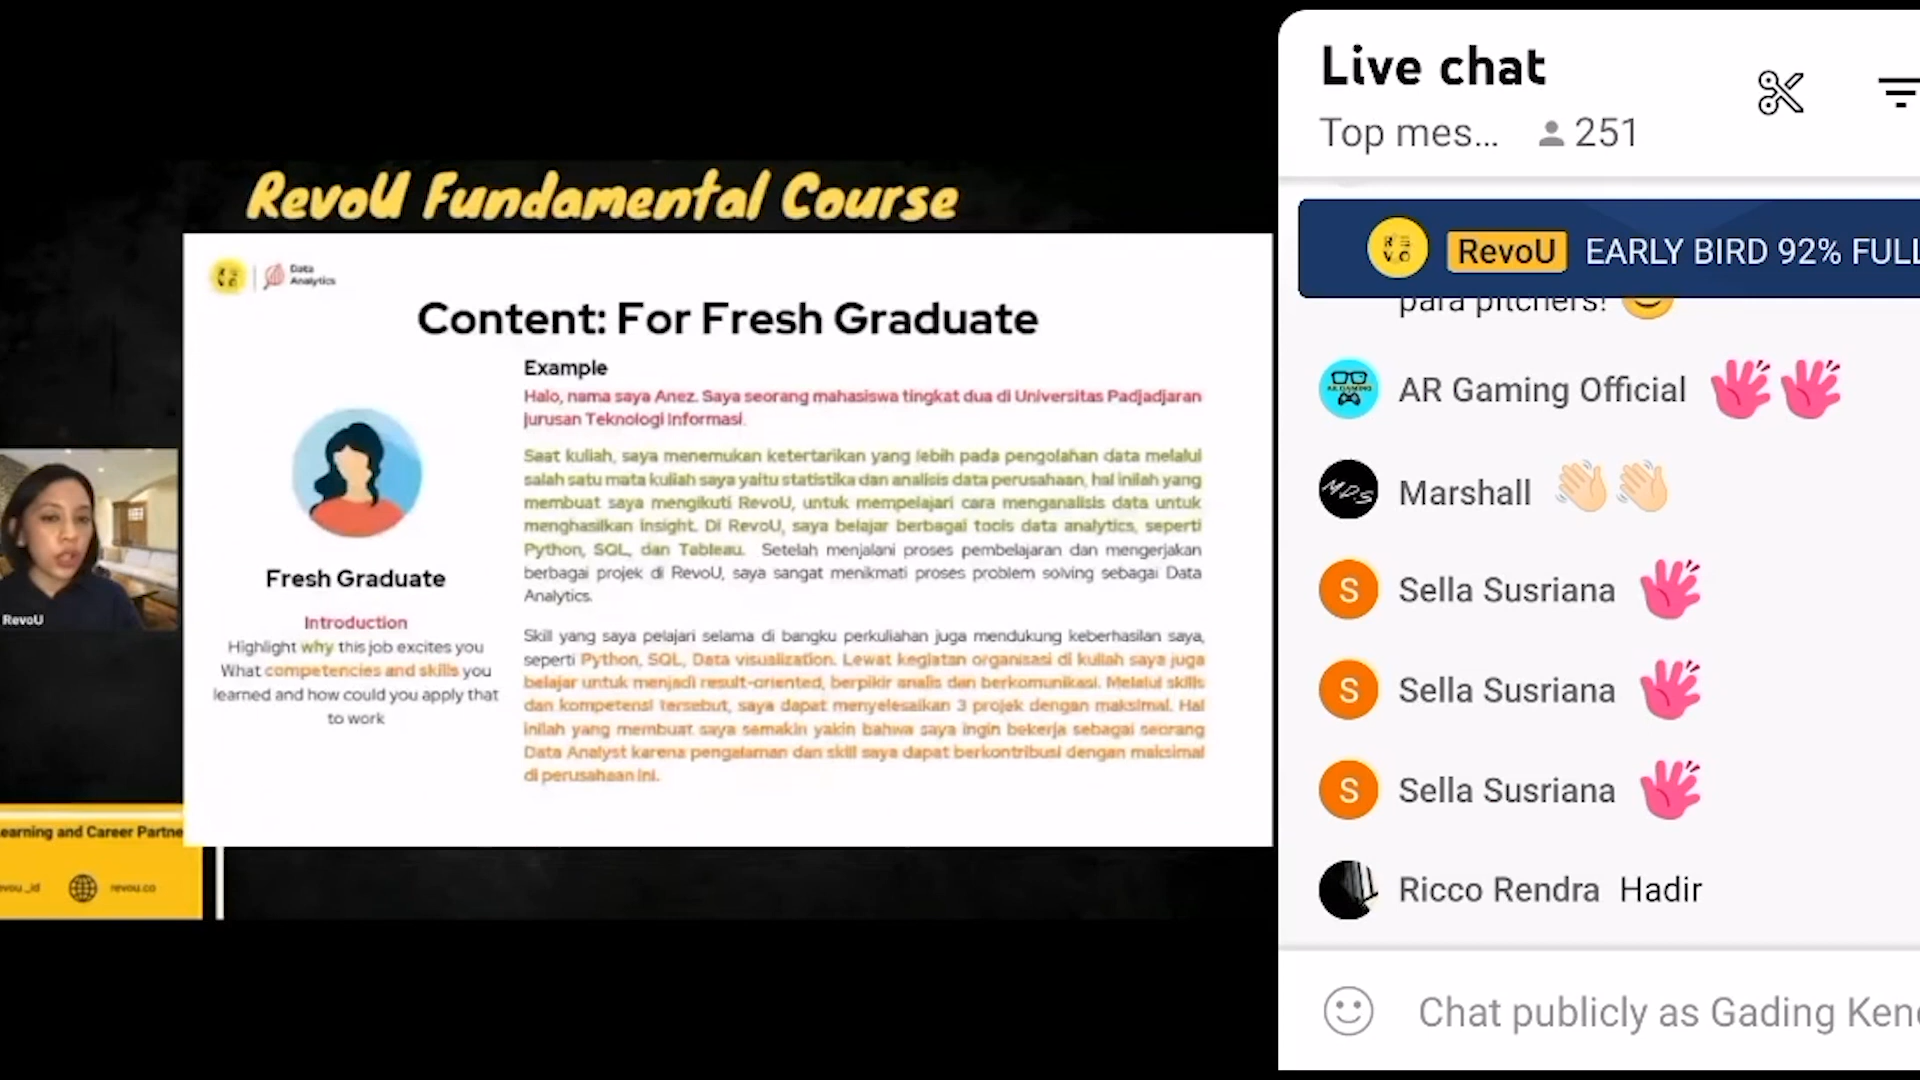 RevoU Fundamental Course
Data
Analytics
Content: For Fresh Graduate
Example
Halo, nama saya Anez. Saya seorang mahasiswa tingkat dua di Universitas Padjadjaran
jurusan Teknologi Informasi.
Saat kuliah, saya menemukan ketertarikan yang lebih pada pengolahan data melalui
salah satu mata kuliah saya yaitu statistika dan analisis data perusahaan, hal inilah yang
membuat saya mengikuti RevoU, untuk mempelajari cara menganalisis data untuk
menghasilkan insight. Di RevoU, saya belajar berbagai tools data analytics, seperti
Python, SQL, dan Tableau. Setelah menjalani proses pembelajaran dan mengerjakan
berbagai projek di RevoU, saya sangat menikmati proses problem solving sebagai Data
Analytics.
Skill yang saya pelajari selama di bangku perkuliahan juga mendukung keberhasilan saya,
seperti Python, SQL, Data visualization. Lewat kegiatan organisasi di kuliah saya juga
belajar untuk menjadi result-oriented, berpikir analis dan berkomunikasi. Melalui skills
dan kompetensi tersebut, saya dapat menyelesaikan 3 projek dengan maksimal. Hal
inilah yang membuat saya semakin yakin bahwa saya ingin bekerja sebagai seorang
Data Analyst karena pengalaman dan skill saya dapat berkontribusi dengan maksimal
di perusahaan ini.
Fresh Graduate
Introduction
Highlight why this job excites you
What competencies and skills you
learned and how could you apply that
to work
RevoU
earning and Career Partne
evou_id
revou.co
Live chat
Top mes...
251
RevoU EARLY BIRD 92% FULL
para pitchers!
AR Gaming Official
Marshall
Sella Susriana
Sella Susriana
Sella Susriana
Ricco Rendra Hadir
Chat publicly as Gading Ken